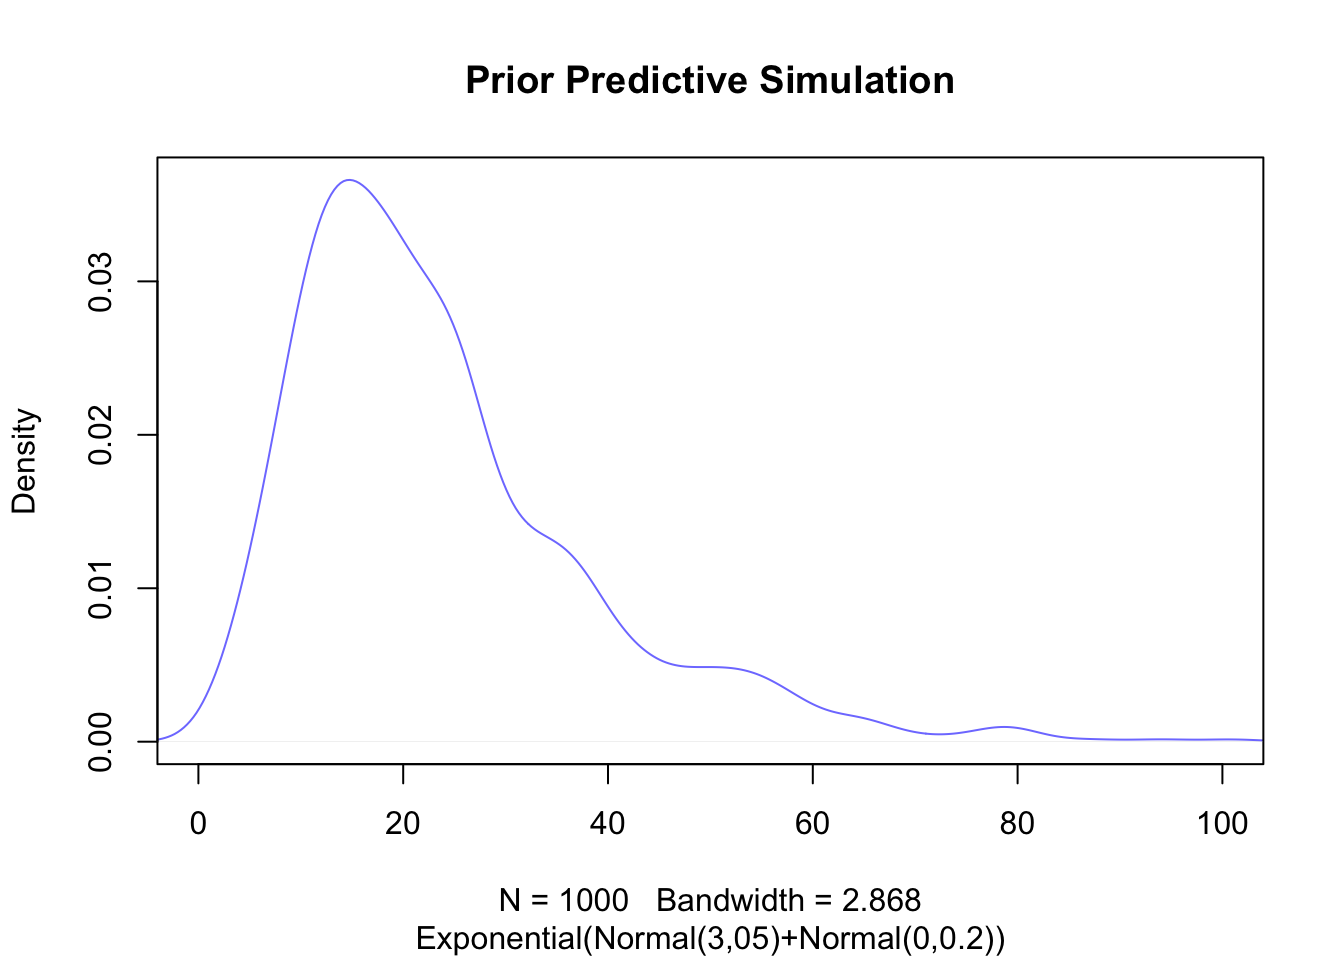 Prior Predictive Simulation
Density
0.00
0.01
0.02
0.03
0 20 40 60 80 100
N = 1000 Bandwidth = 2.868
Exponential(Normal(3,05)+Normal(0,0.2))